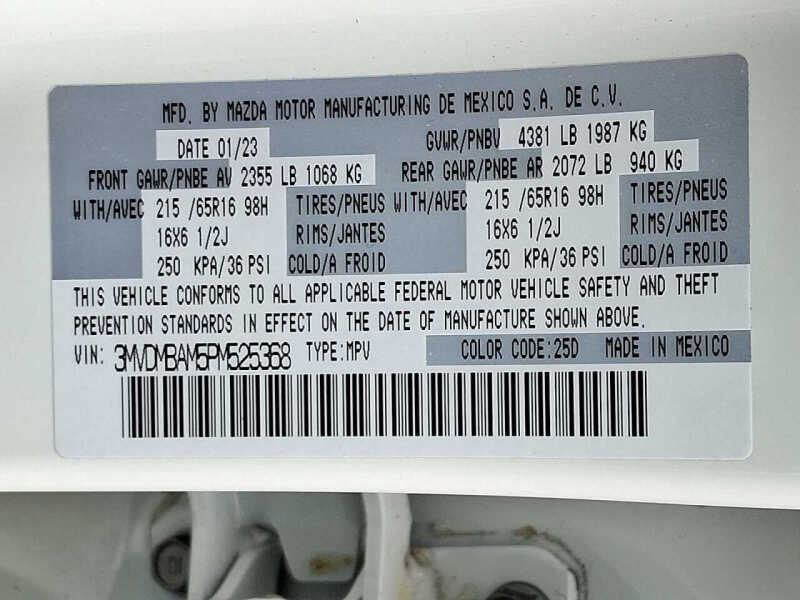 MFD. BY MAZDA MOTOR MANUFACTURING DE MEXICO S.A. DE C.V.
DATE 01/23 GVWR/PNBV 4381 LB 1987 KG
FRONT GAWR/PNBE AV 2355 LB 1068 KG REAR GAWR/PNBE AR 2072 LB 940 KG
WITH/AVEC 215 /65R16 98H TIRES/PNEUS WITH/AVEC 215 /65R16 98H TIRES/PNEUS
16X6 1/2J RIMS/JANTES 16X6 1/2J RIMS/JANTES
250 KPA/36 PSI COLD/A FROID 250 KPA/36 PSI COLD/A FROID
THIS VEHICLE CONFORMS TO ALL APPLICABLE FEDERAL MOTOR VEHICLE SAFETY AND THEFT
PREVENTION STANDARDS IN EFFECT ON THE DATE OF MANUFACTURE SHOWN ABOVE.
VIN: 3MVDMBAM5PM525368 TYPE:MPV COLOR CODE:25D MADE IN MEXICO